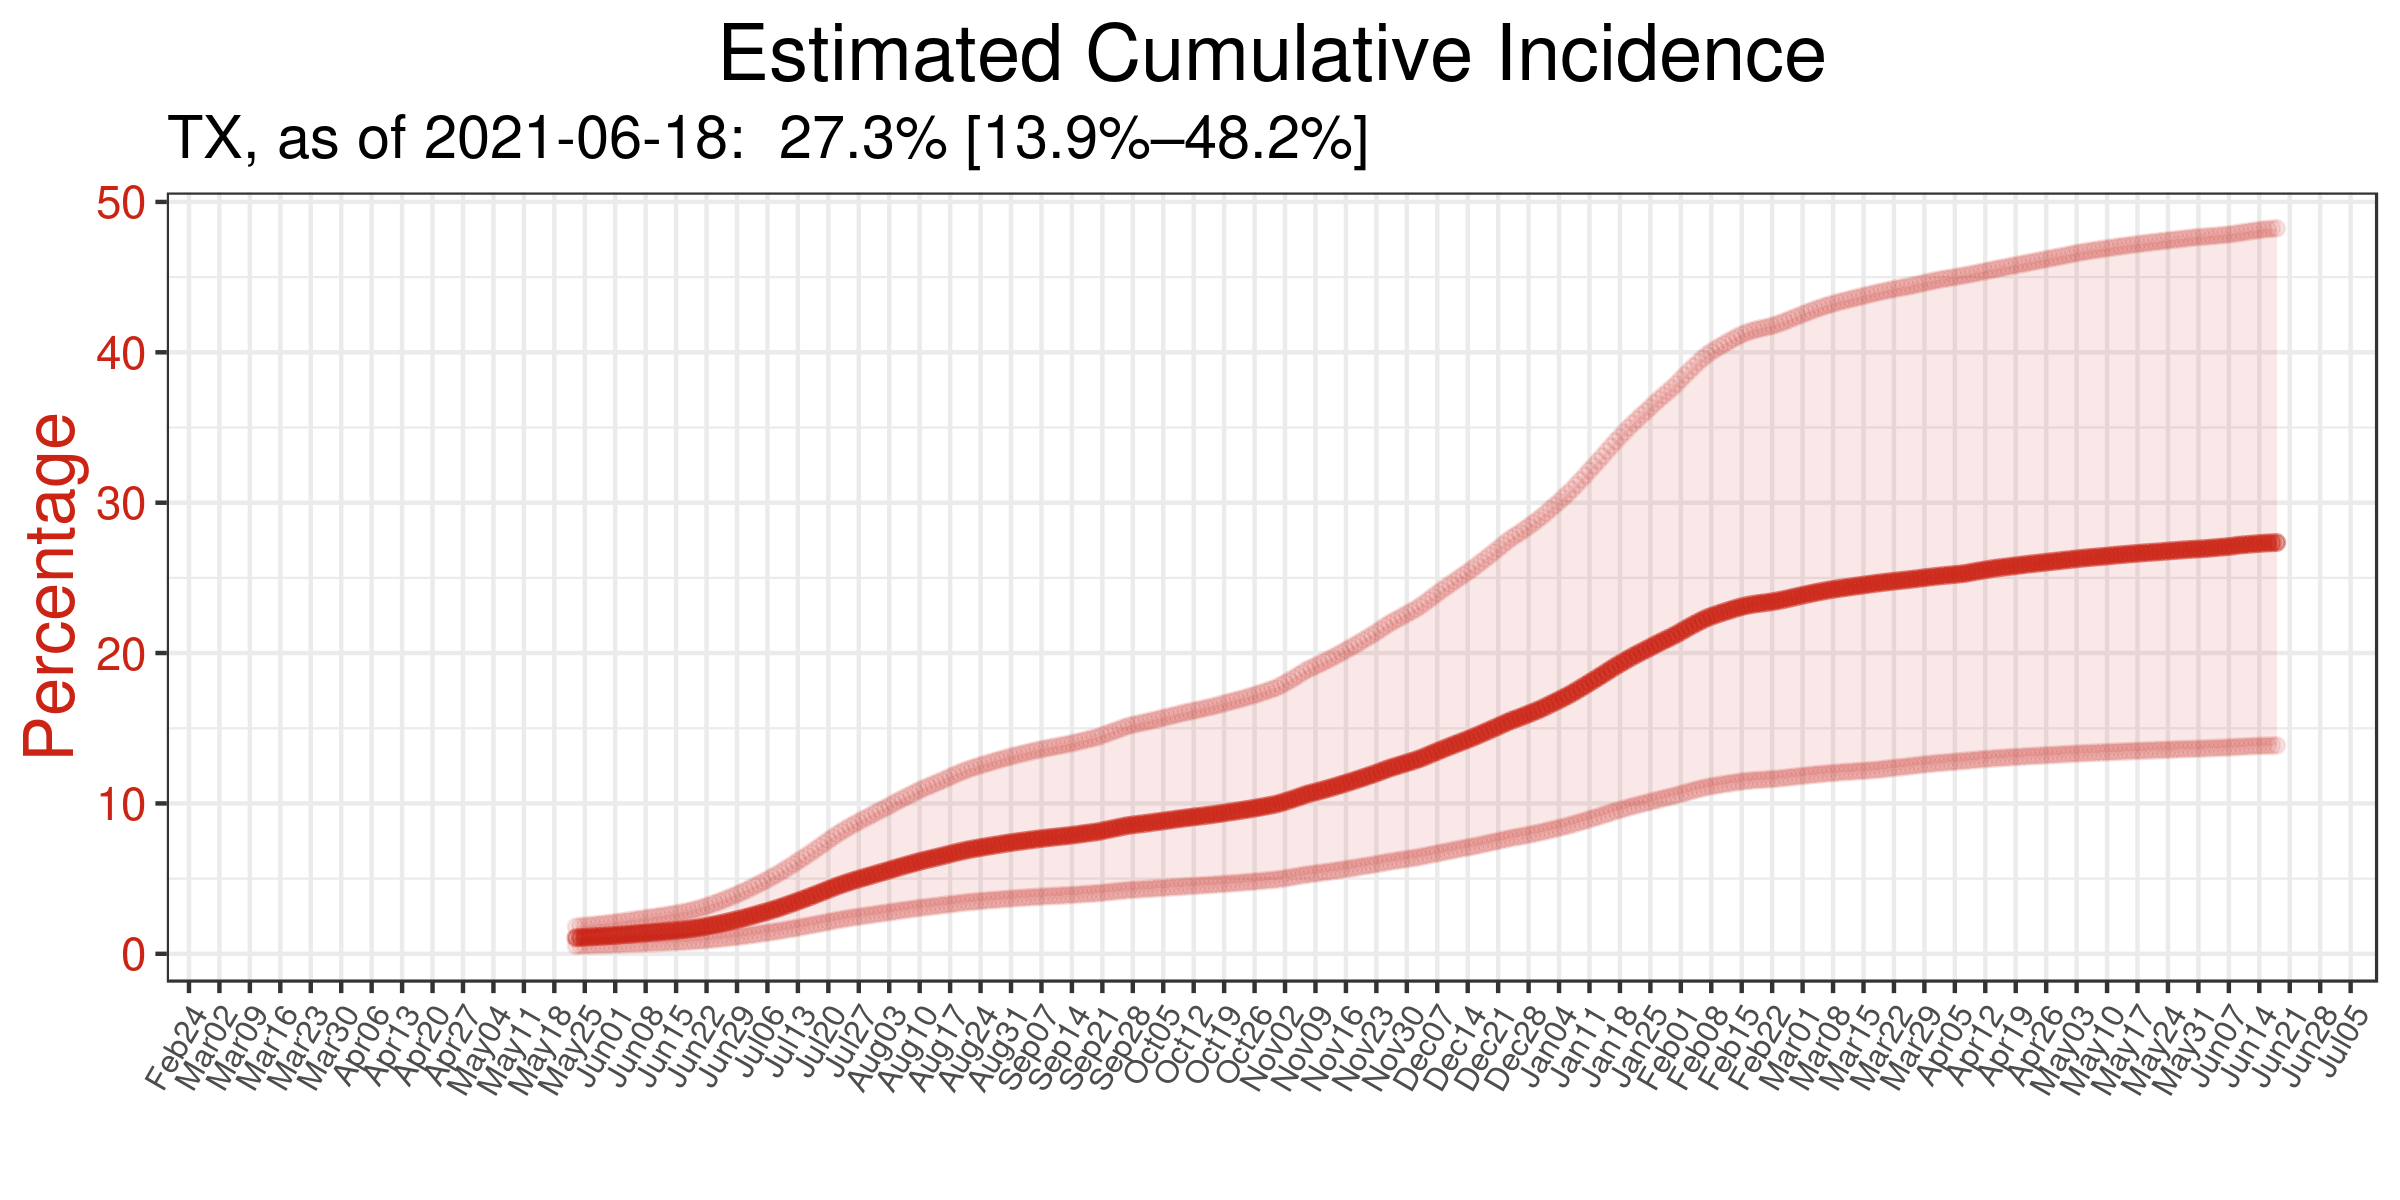 Estimated Cumulative Incidence
TX, as of 2021-06-18:  27.3% [13.9%–48.2%]
Percentage
50
40
30
20
10
0
Feb24
Mar02
Mar09
Mar16
Mar23
Mar30
Apr06
Apr13
Apr20
Apr27
May04
May11
May18
May25
Jun01
Jun08
Jun15
Jun22
Jun29
Jul06
Jul13
Jul20
Jul27
Aug03
Aug10
Aug17
Aug24
Aug31
Sep07
Sep14
Sep21
Sep28
Oct05
Oct12
Oct19
Oct26
Nov02
Nov09
Nov16
Nov23
Nov30
Dec07
Dec14
Dec21
Dec28
Jan04
Jan11
Jan18
Jan25
Feb01
Feb08
Feb15
Feb22
Mar01
Mar08
Mar15
Mar22
Mar29
Apr05
Apr12
Apr19
Apr26
May03
May10
May17
May24
May31
Jun07
Jun14
Jun21
Jun28
Jul05